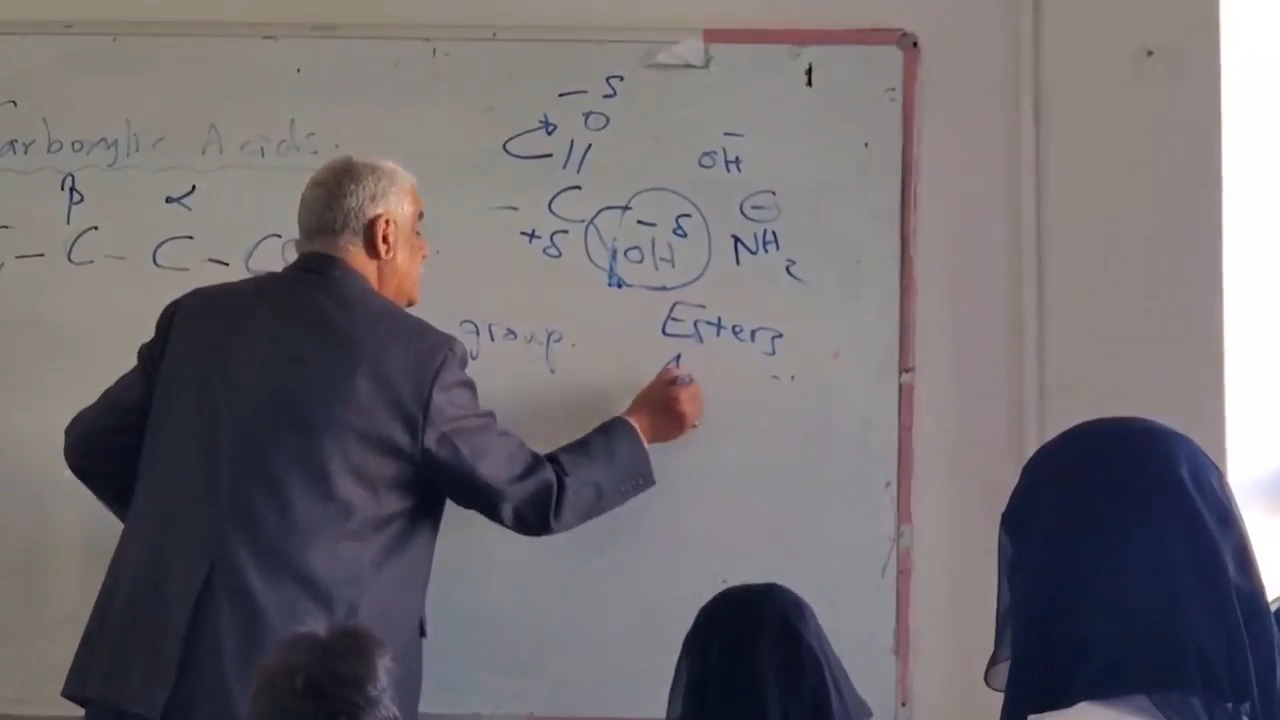 arboxylic Acids.
β α
C - C - C
- δ
O
||
- C -
+ δ
- δ
OH
-
OH
⊖
NH2
group.
Esters